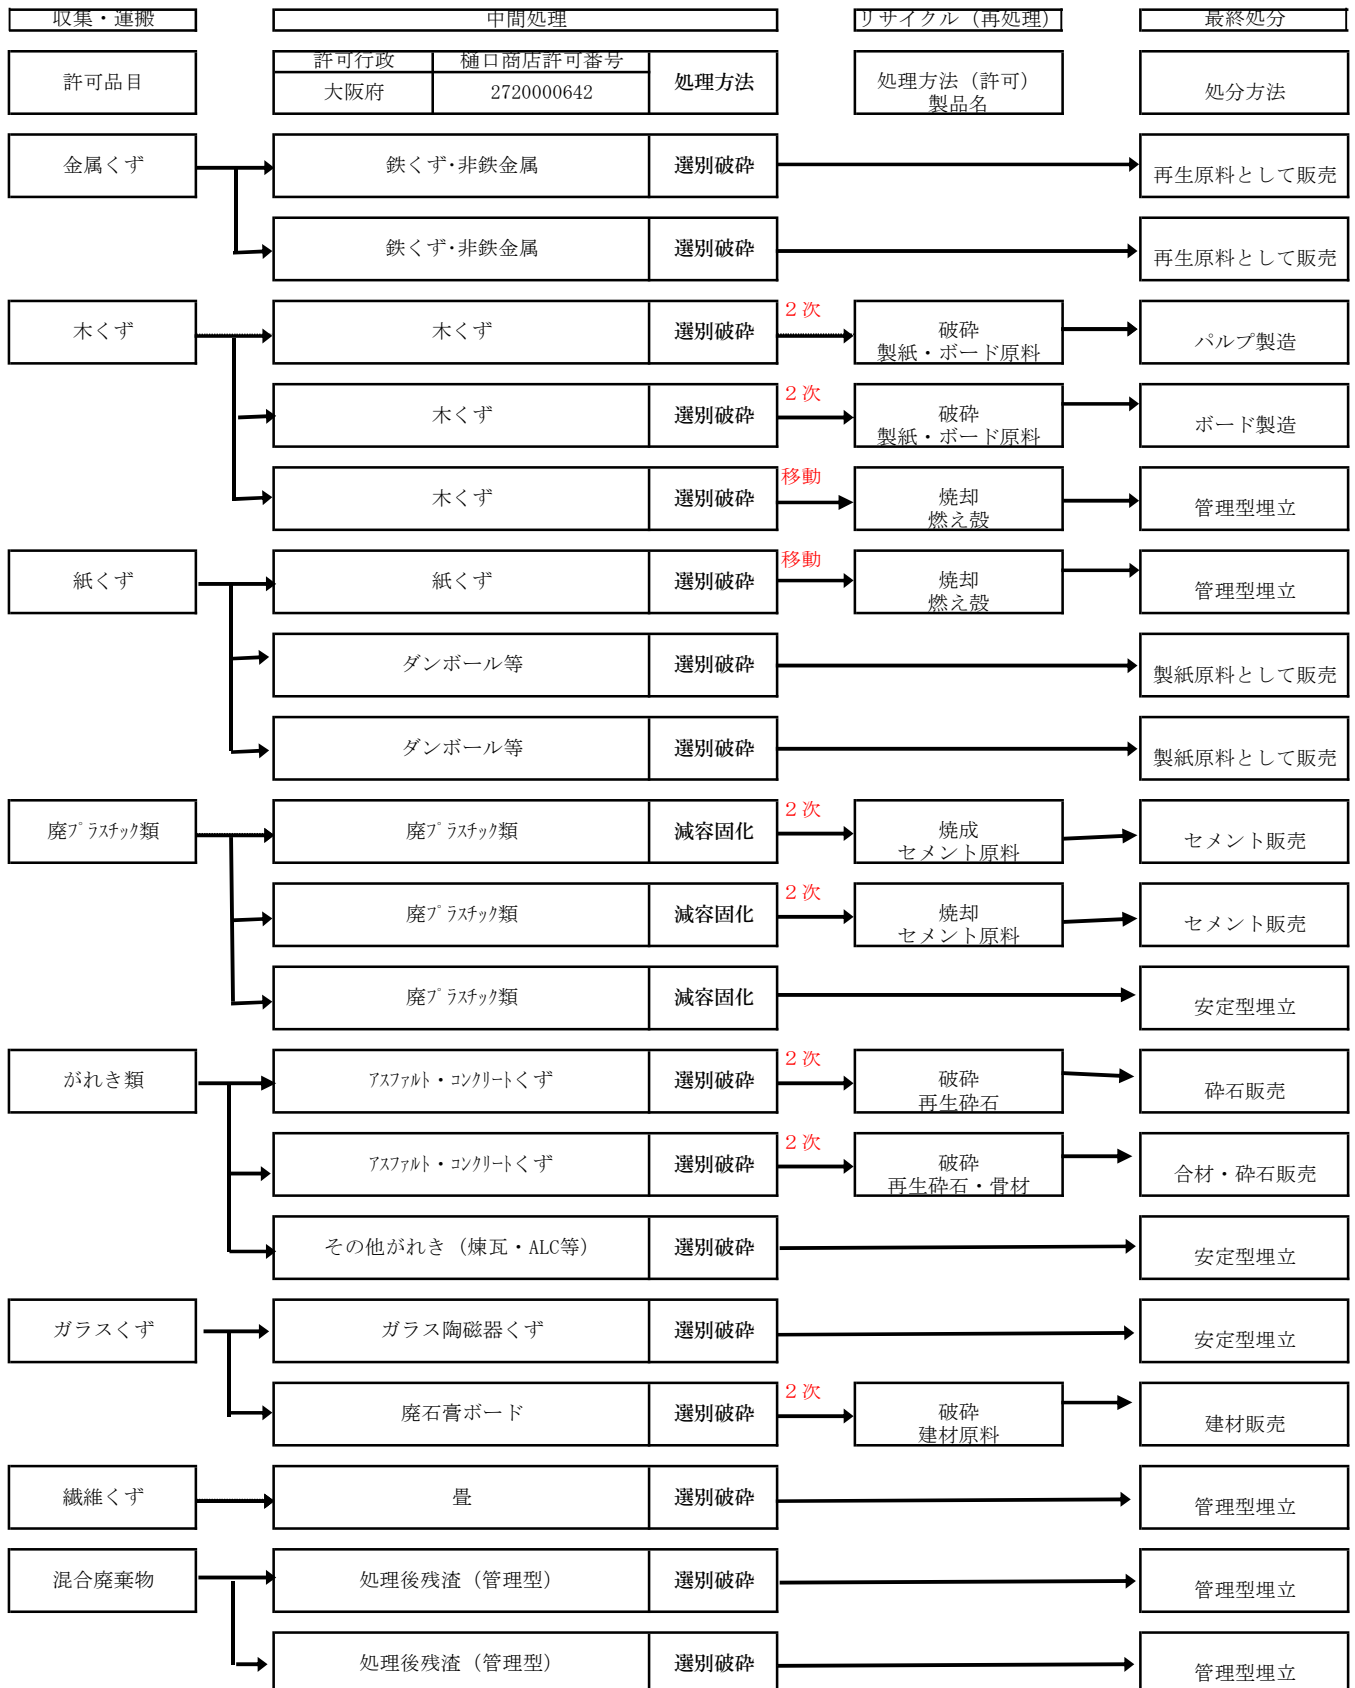 収集・運搬
中間処理
リサイクル（再処理）
最終処分
許可品目
許可行政
樋口商店許可番号
大阪府
2720000642
処理方法
処理方法（許可）
製品名
処分方法
金属くず
鉄くず・非鉄金属
選別破砕
再生原料として販売
鉄くず・非鉄金属
選別破砕
再生原料として販売
木くず
木くず
選別破砕
２次
破砕
製紙・ボード原料
パルプ製造
木くず
選別破砕
２次
破砕
製紙・ボード原料
ボード製造
木くず
選別破砕
移動
焼却
燃え殻
管理型埋立
紙くず
紙くず
選別破砕
移動
焼却
燃え殻
管理型埋立
ダンボール等
選別破砕
製紙原料として販売
ダンボール等
選別破砕
製紙原料として販売
廃ﾌﾟﾗｽﾁｯｸ類
廃ﾌﾟﾗｽﾁｯｸ類
減容固化
２次
焼成
セメント原料
セメント販売
廃ﾌﾟﾗｽﾁｯｸ類
減容固化
２次
焼却
セメント原料
セメント販売
廃ﾌﾟﾗｽﾁｯｸ類
減容固化
安定型埋立
がれき類
ｱｽﾌｧﾙﾄ・ｺﾝｸﾘｰﾄくず
選別破砕
２次
破砕
再生砕石
砕石販売
ｱｽﾌｧﾙﾄ・ｺﾝｸﾘｰﾄくず
選別破砕
２次
破砕
再生砕石・骨材
合材・砕石販売
その他がれき（煉瓦・ALC等）
選別破砕
安定型埋立
ガラスくず
ガラス陶磁器くず
選別破砕
安定型埋立
廃石膏ボード
選別破砕
２次
破砕
建材原料
建材販売
繊維くず
畳
選別破砕
管理型埋立
混合廃棄物
処理後残渣（管理型）
選別破砕
管理型埋立
処理後残渣（管理型）
選別破砕
管理型埋立